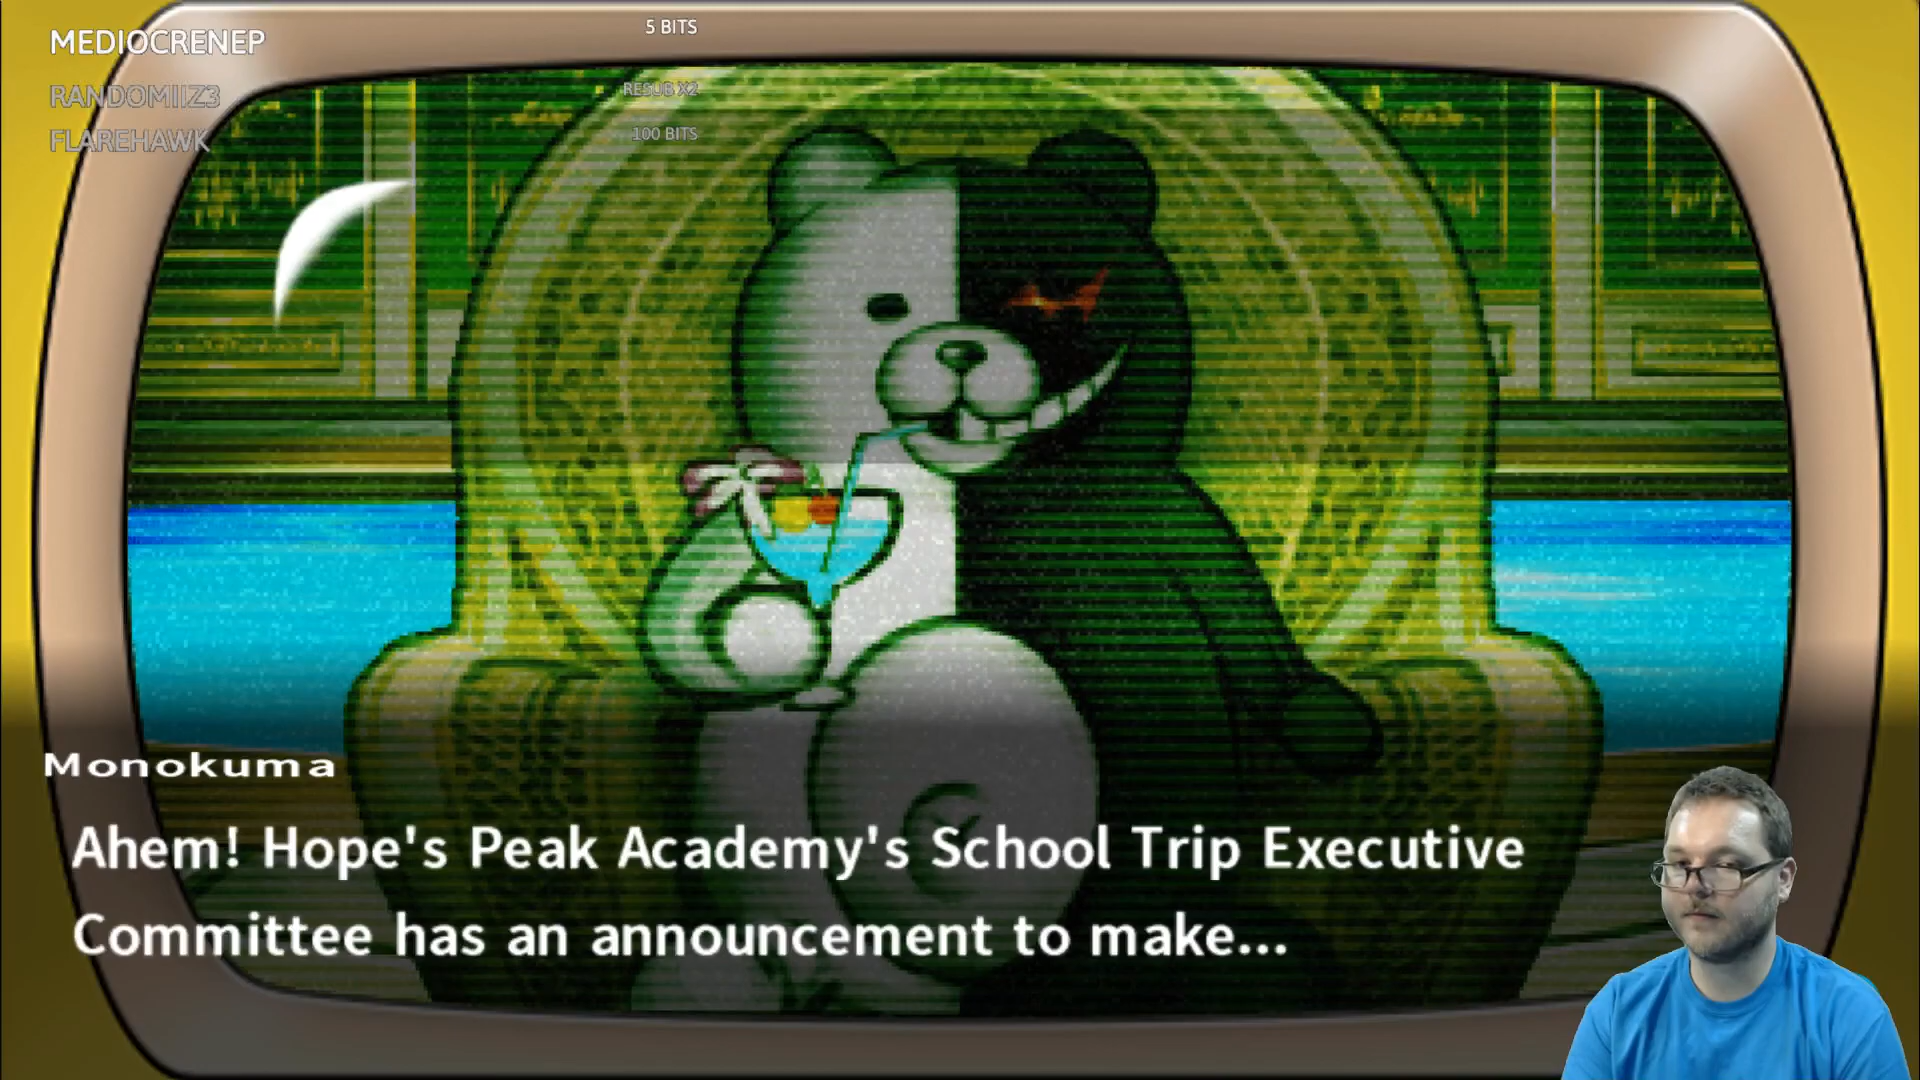 MEDIOCRENEP 5 BITS
RANDOMIIZ3 RESUB X2
FLAREHAWK 100 BITS
Monokuma
Ahem! Hope's Peak Academy's School Trip Executive
Committee has an announcement to make...